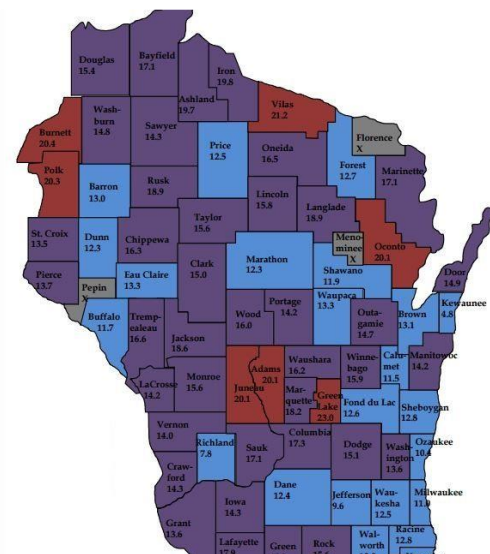 Douglas
15.4
Bayfield
17.1
Iron
19.8
Ashland
19.7
Vilas
21.2
Burnett
20.4
Wash-
burn
14.8
Sawyer
14.3
Price
12.5
Oneida
16.5
Florence
X
Forest
12.7
Marinette
17.1
Polk
20.3
Barron
13.0
Rusk
18.9
Lincoln
15.8
Langlade
18.9
Taylor
15.6
St. Croix
13.5
Dunn
12.3
Chippewa
16.3
Clark
15.0
Marathon
12.3
Meno-
minee
X
Oconto
20.1
Shawano
11.9
Door
14.9
Pierce
13.7
Pepin
X
Eau Claire
13.3
Buffalo
11.7
Tremp-
ealeau
16.6
Jackson
18.6
Wood
16.0
Portage
14.2
Waupaca
13.3
Outa-
gamie
14.7
Brown
13.1
Kewaunee
4.8
LaCrosse
14.2
Monroe
15.6
Juneau
20.1
Adams
20.1
Waushara
16.2
Winne-
bago
15.9
Calu-
met
11.5
Manitowoc
14.2
Mar-
quette
18.2
Green
Lake
23.0
Fond du Lac
12.6
Sheboygan
12.8
Vernon
14.0
Richland
7.8
Sauk
17.1
Columbia
17.3
Dodge
15.1
Wash-
ington
13.6
Ozaukee
10.4
Craw-
ford
14.3
Iowa
14.3
Dane
12.4
Jefferson
9.6
Wau-
kesha
12.5
Milwaukee
Grant
13.6
Lafayette
Green
Rock
Wal-
worth
Racine
12.8